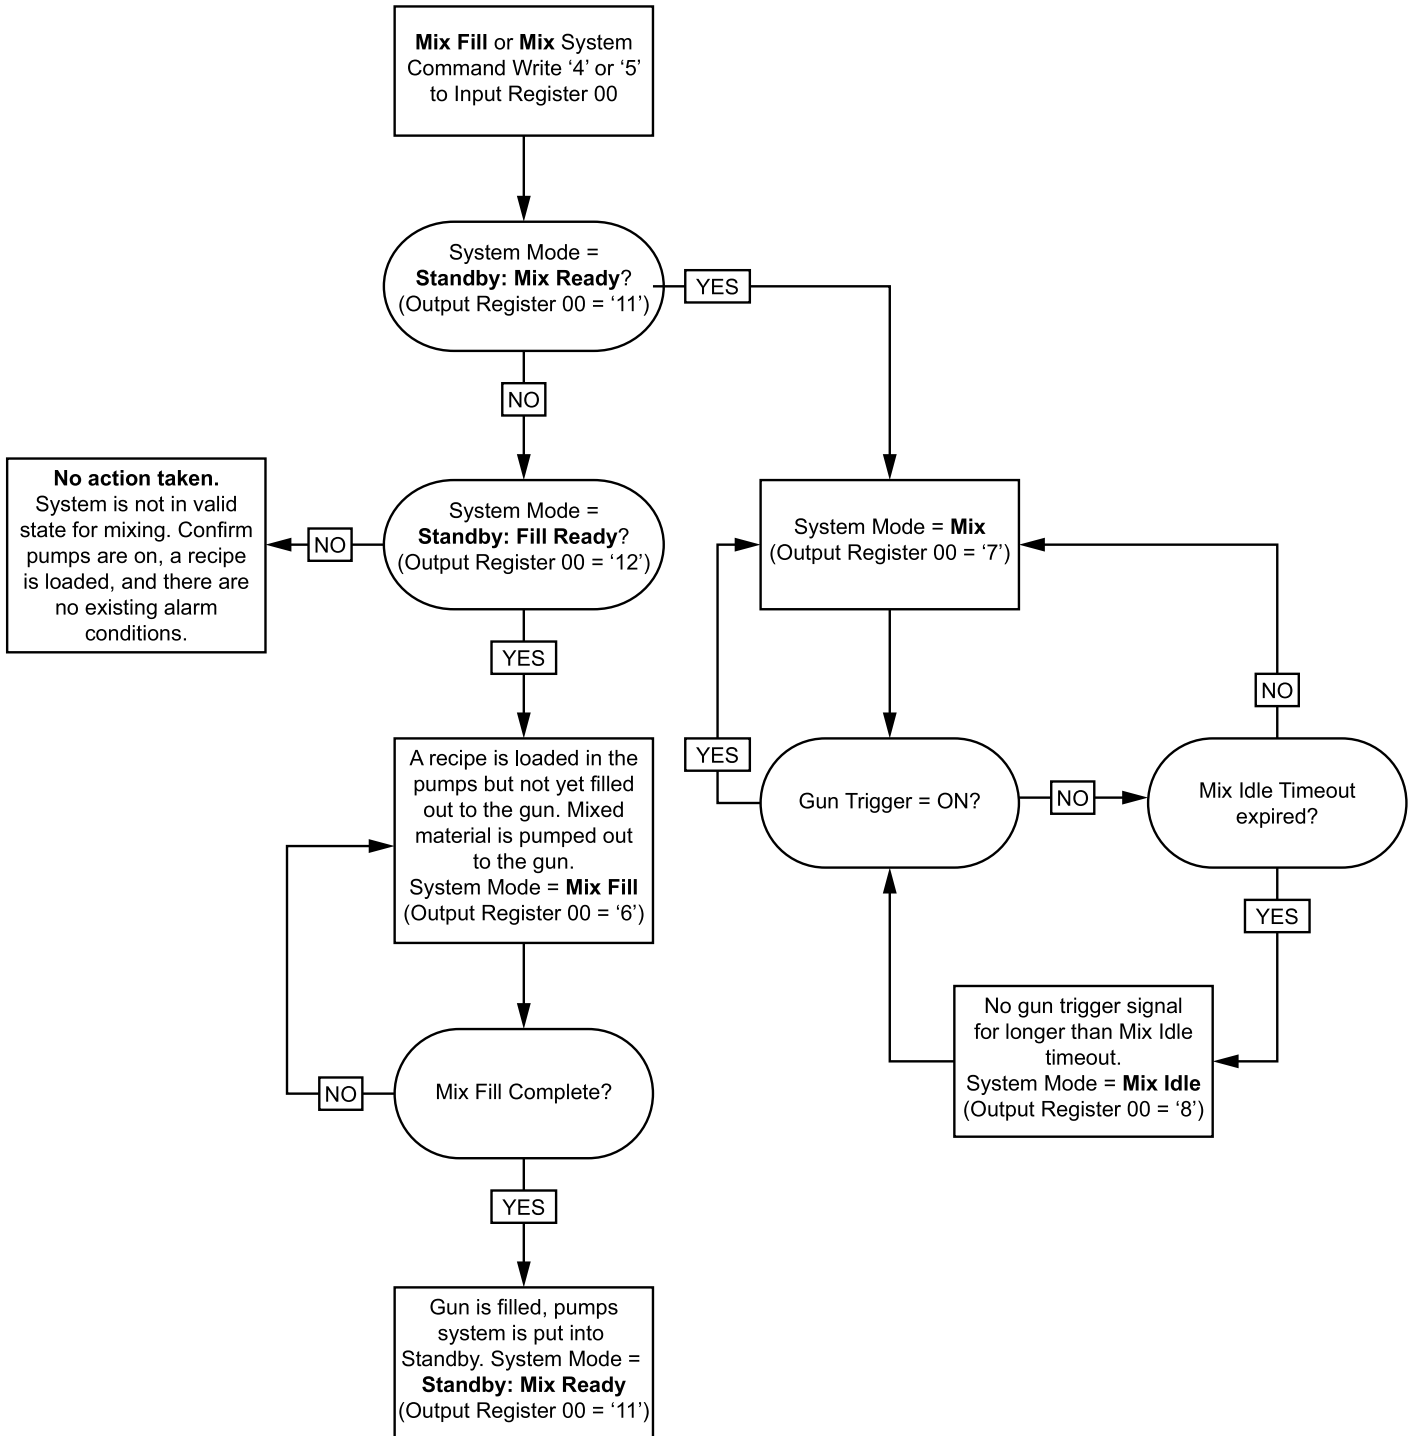 Mix Fill or Mix System
Command Write ‘4’ or ‘5’
to Input Register 00
System Mode =
Standby: Mix Ready?
(Output Register 00 = ‘11’)
YES
NO
No action taken.
System is not in valid
state for mixing. Confirm
pumps are on, a recipe
is loaded, and there are
no existing alarm
conditions.
NO
System Mode =
Standby: Fill Ready?
(Output Register 00 = ‘12’)
System Mode = Mix
(Output Register 00 = ‘7’)
YES
NO
A recipe is loaded in the
pumps but not yet filled
out to the gun. Mixed
material is pumped out
to the gun.
System Mode = Mix Fill
(Output Register 00 = ‘6’)
YES
Gun Trigger = ON?
NO
Mix Idle Timeout
expired?
YES
No gun trigger signal
for longer than Mix Idle
timeout.
System Mode = Mix Idle
(Output Register 00 = ‘8’)
NO
Mix Fill Complete?
YES
Gun is filled, pumps
system is put into
Standby. System Mode =
Standby: Mix Ready
(Output Register 00 = ‘11’)